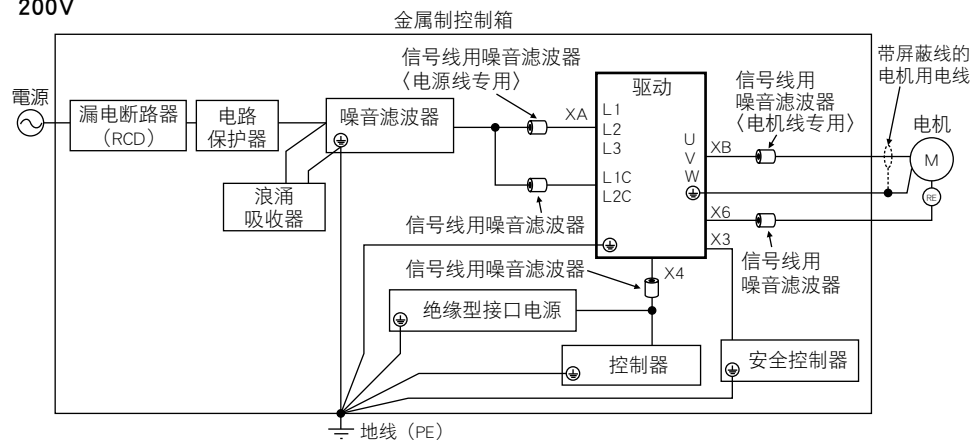 200V
金属制控制箱
信号线用噪音滤波器
〈电源线专用〉
带屏蔽线的
电机用电线
信号线用
噪音滤波器
〈电机线专用〉
電源
漏电断路器
（RCD）
电路
保护器
噪音滤波器
XA
驱动
L1
L2
L3
L1C
L2C
U
V
W
XB
电机
M
RE
浪涌
吸收器
信号线用噪音滤波器
X6
X3
信号线用
噪音滤波器
信号线用噪音滤波器
X4
绝缘型接口电源
控制器
安全控制器
地线（PE）